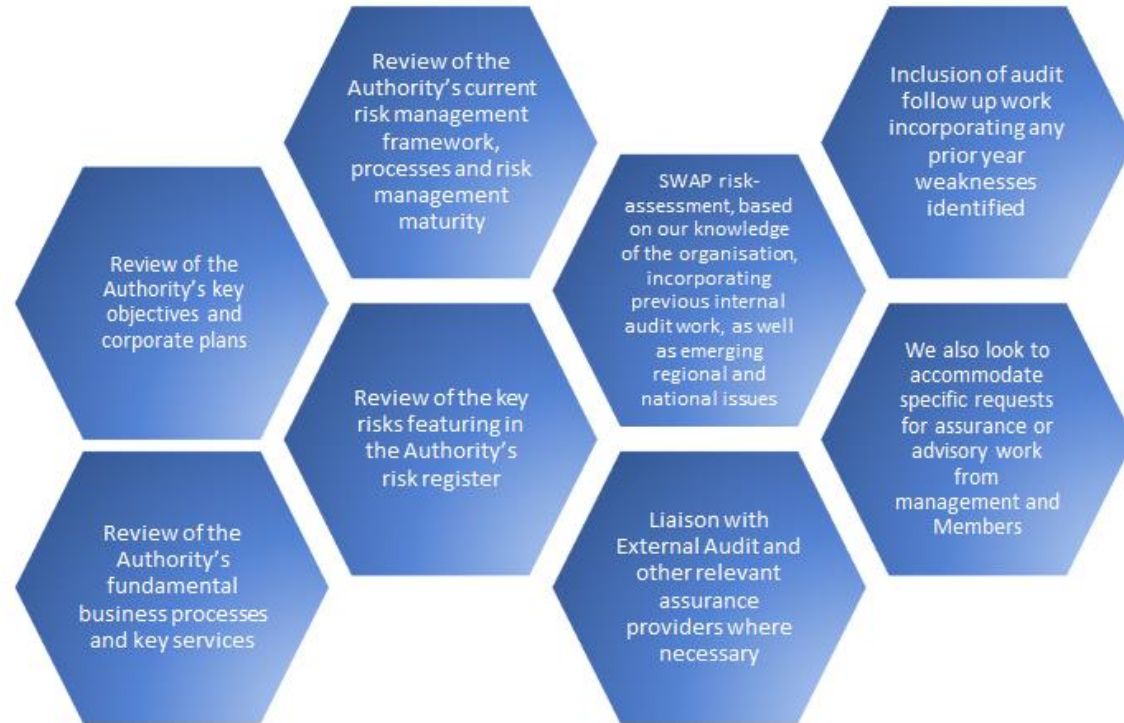 Review of the
Authority's current
risk management
framework,
processes and risk
management
maturity
Inclusion of audit
follow up work
incorporating any
prior year
weaknesses
identified
SWAP risk-
assessment, based
on our knowledge
of the organisation,
incorporating
previous internal
audit work, as well
as emerging
regional and
national issues
Review of the
Authority's key
objectives and
corporate plans
Review of the key
risks featuring in
the Authority's
risk register
We also look to
accommodate
specific requests
for assurance or
advisory work
from
management and
Members
Review of the
Authority's
fundamental
business processes
and key services
Liaison with
External Audit and
other relevant
assurance
providers where
necessary